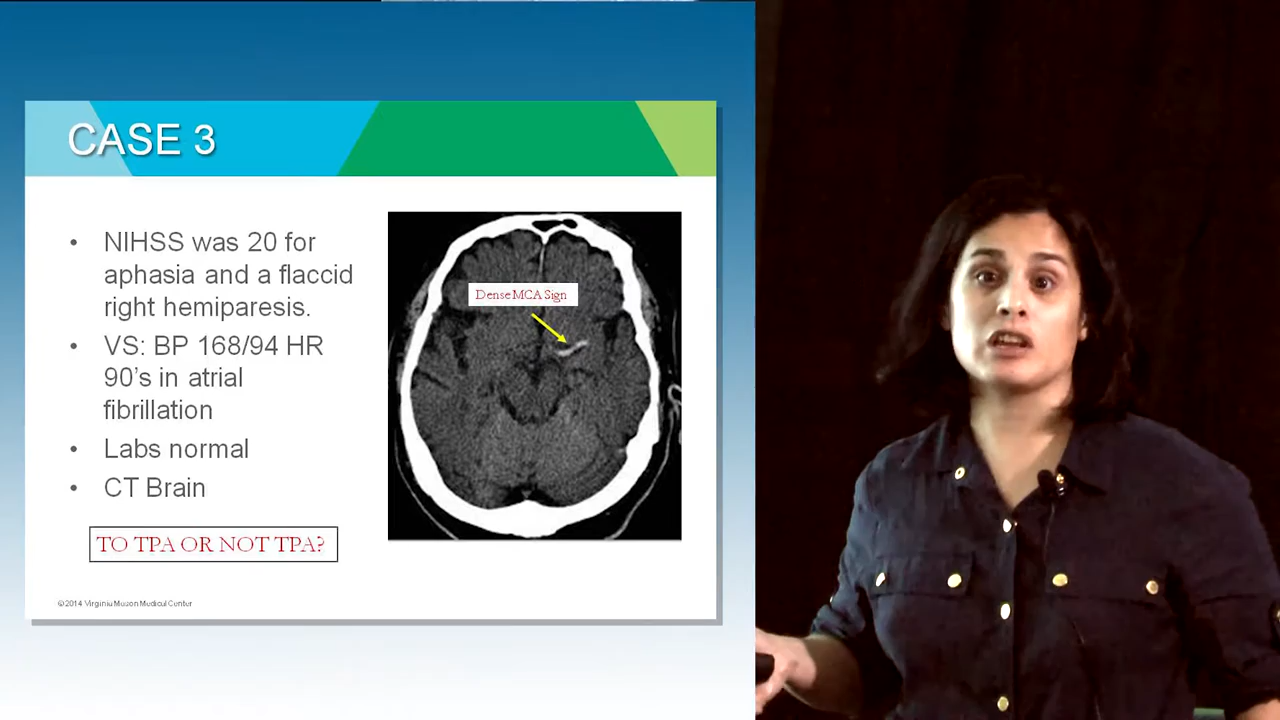 CASE 3
• NIHSS was 20 for
aphasia and a flaccid
right hemiparesis.
• VS: BP 168/94 HR
90's in atrial
fibrillation
• Labs normal
• CT Brain
TO TPA OR NOT TPA?
Dense MCA Sign
©2014 Virginia Mason Medical Center